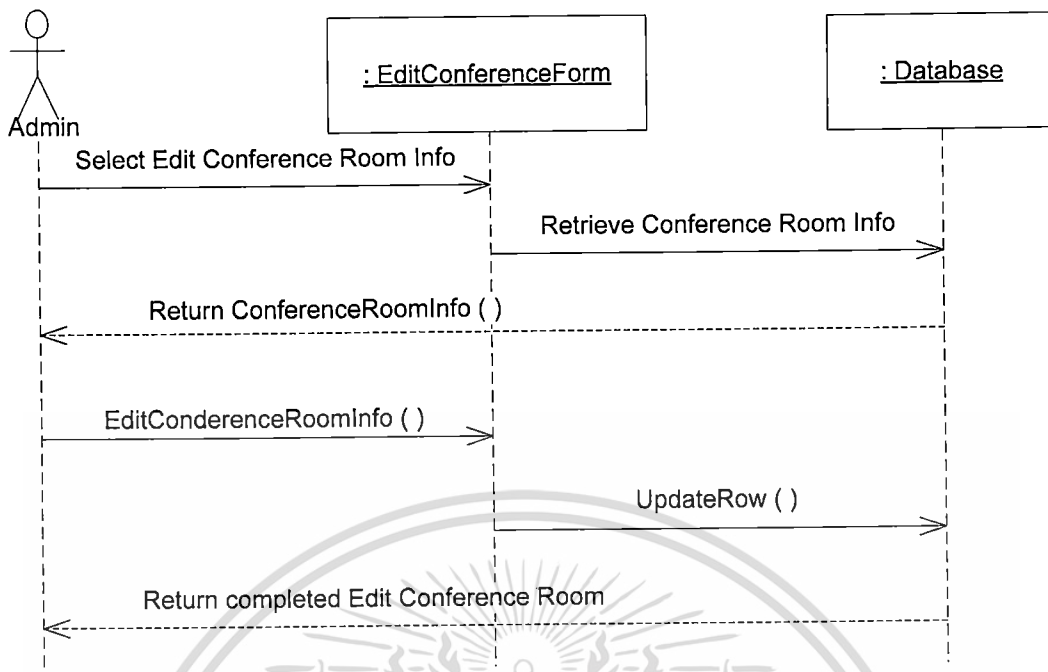 : EditConferenceForm
: Database
Admin
Select Edit Conference Room Info
Retrieve Conference Room Info
Return ConferenceRoomInfo ( )
EditConderenceRoomInfo ( )
UpdateRow ( )
Return completed Edit Conference Room